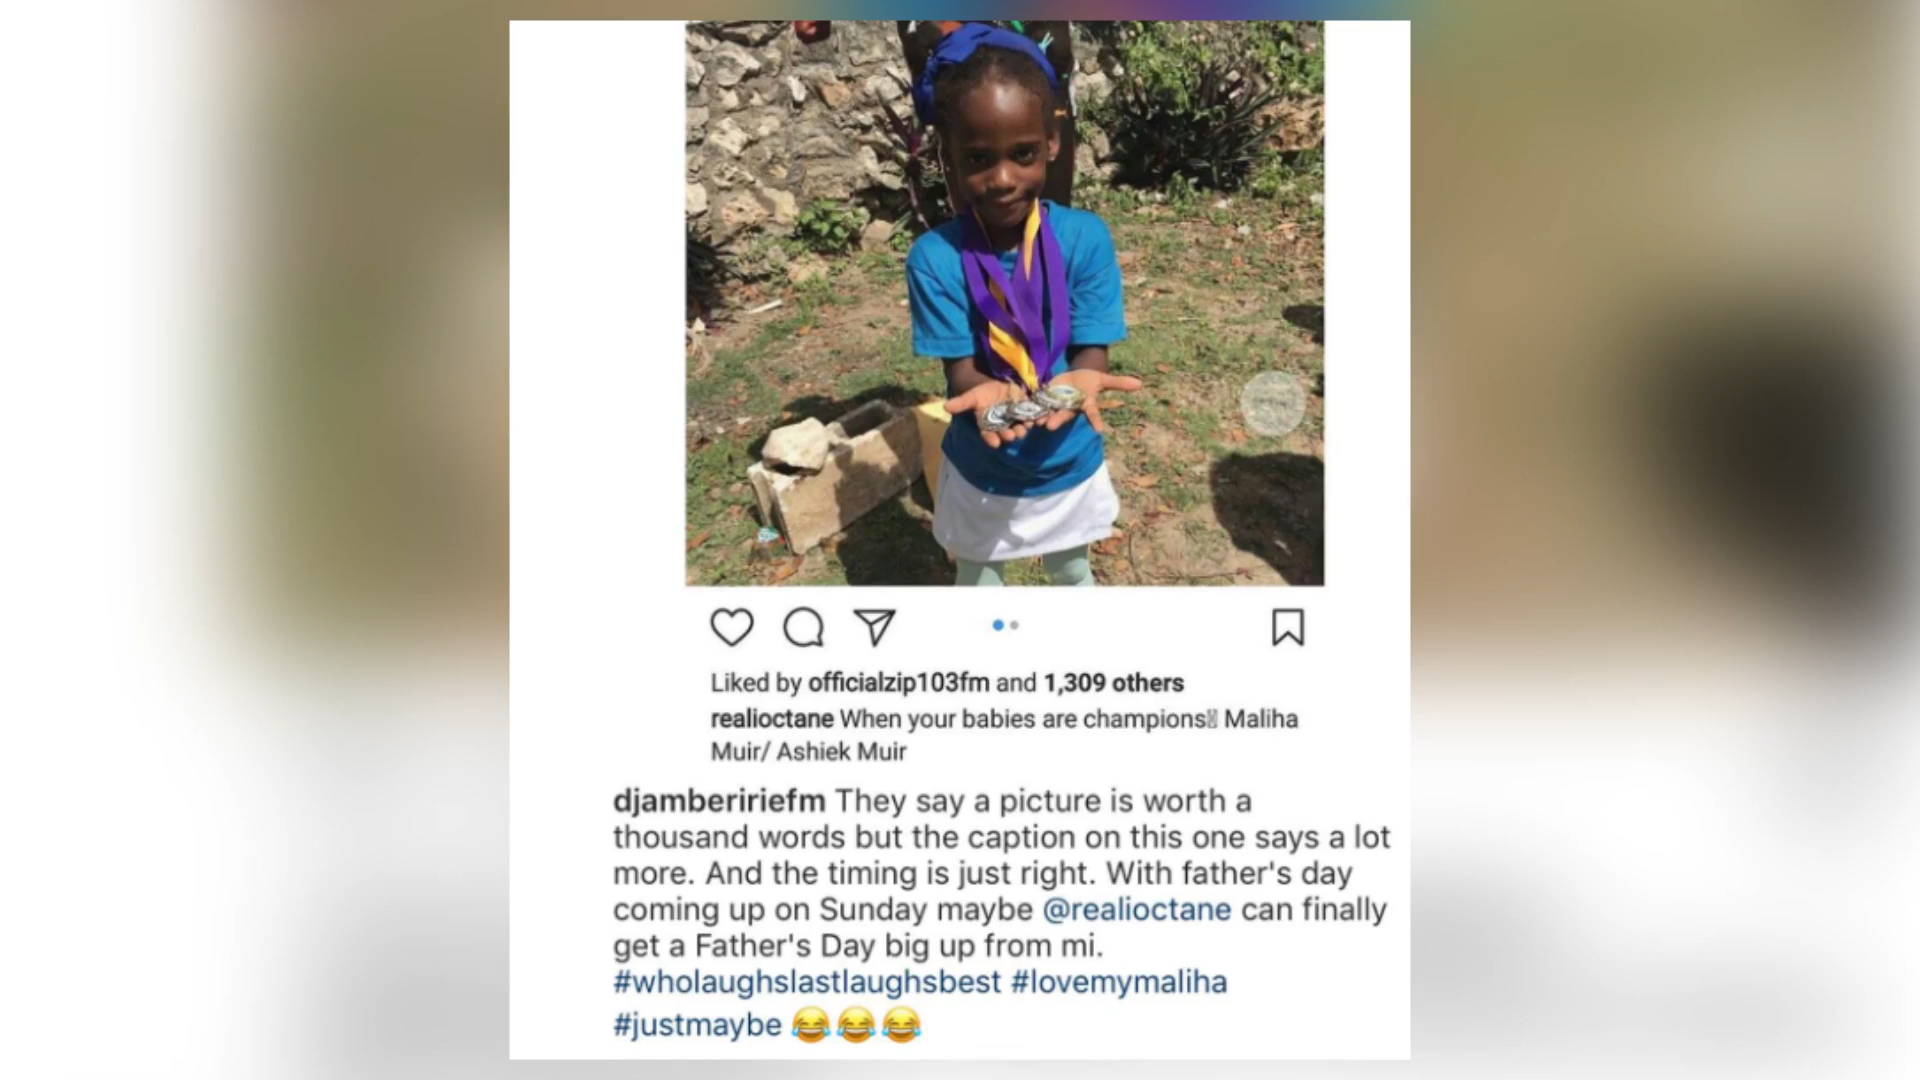 Liked by officialzip103fm and 1,309 others
realioctane When your babies are champions Maliha
Muir/ Ashiek Muir
djambeririefm They say a picture is worth a
thousand words but the caption on this one says a lot
more. And the timing is just right. With father's day
coming up on Sunday maybe @realioctane can finally
get a Father's Day big up from mi.
#wholaughslastlaughsbest #lovemymaliha
#justmaybe 😂😂😂